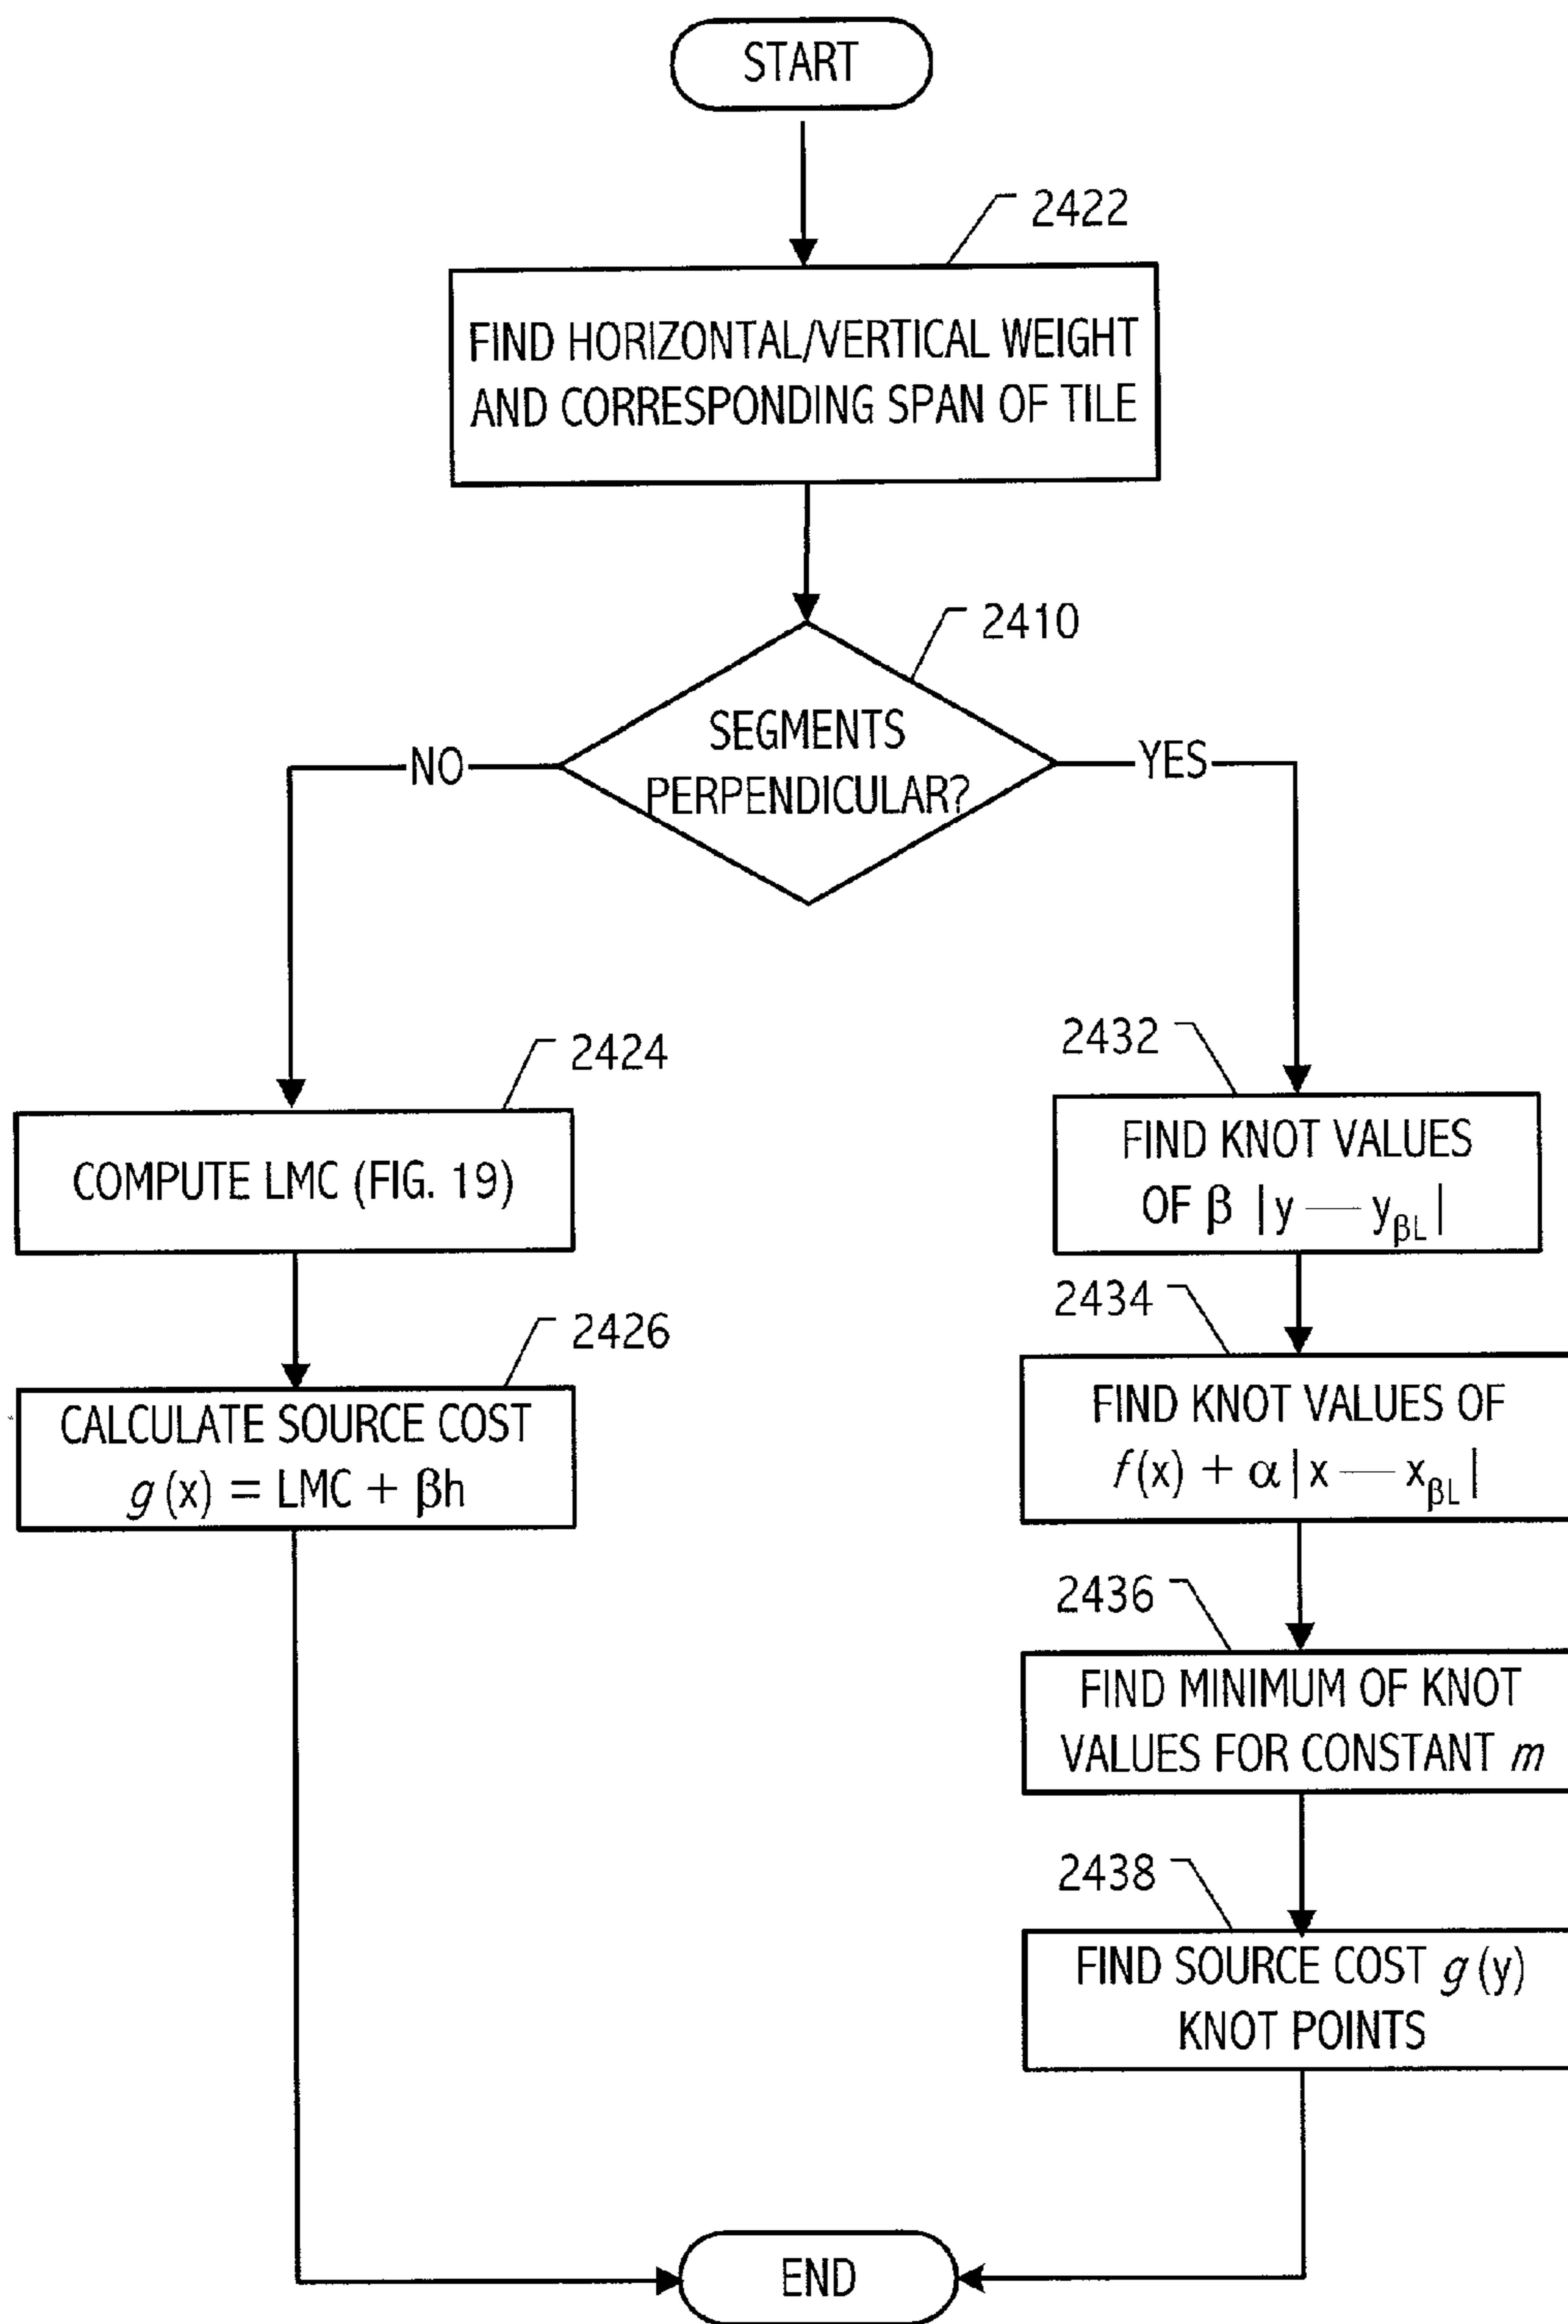 START
2422
FIND HORIZONTAL/VERTICAL WEIGHT
AND CORRESPONDING SPAN OF TILE
2410
SEGMENTS
PERPENDICULAR?
NO
YES
2424
COMPUTE LMC (FIG. 19)
2426
CALCULATE SOURCE COST
g (x) = LMC + βh
2432
FIND KNOT VALUES
OF β |y — yβL|
2434
FIND KNOT VALUES OF
f(x) + α|x — xβL|
2436
FIND MINIMUM OF KNOT
VALUES FOR CONSTANT m
2438
FIND SOURCE COST g (y)
KNOT POINTS
END